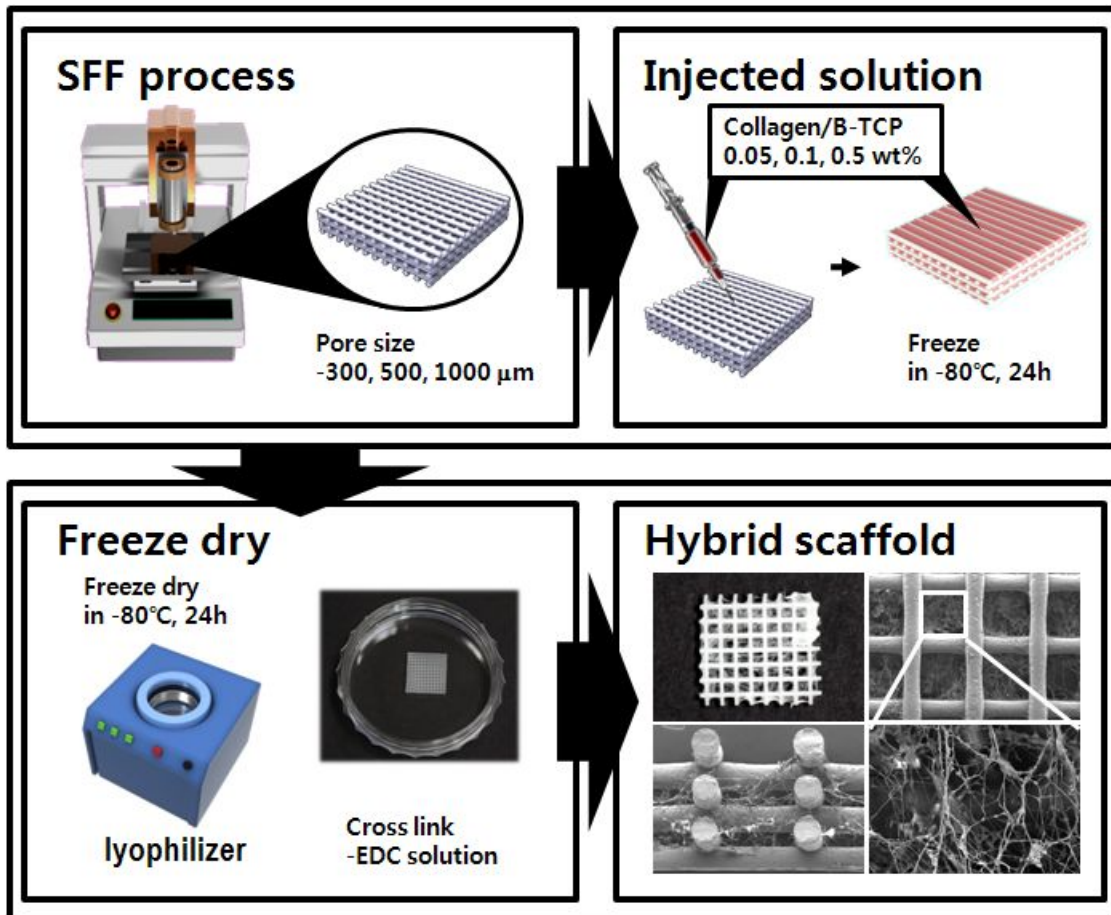 SFF process
Pore size
-300, 500, 1000 μm
Injected solution
Collagen/B-TCP
0.05, 0.1, 0.5 wt%
Freeze
in -80℃, 24h
Freeze dry
Freeze dry
in -80℃, 24h
lyophilizer
Cross link
-EDC solution
Hybrid scaffold